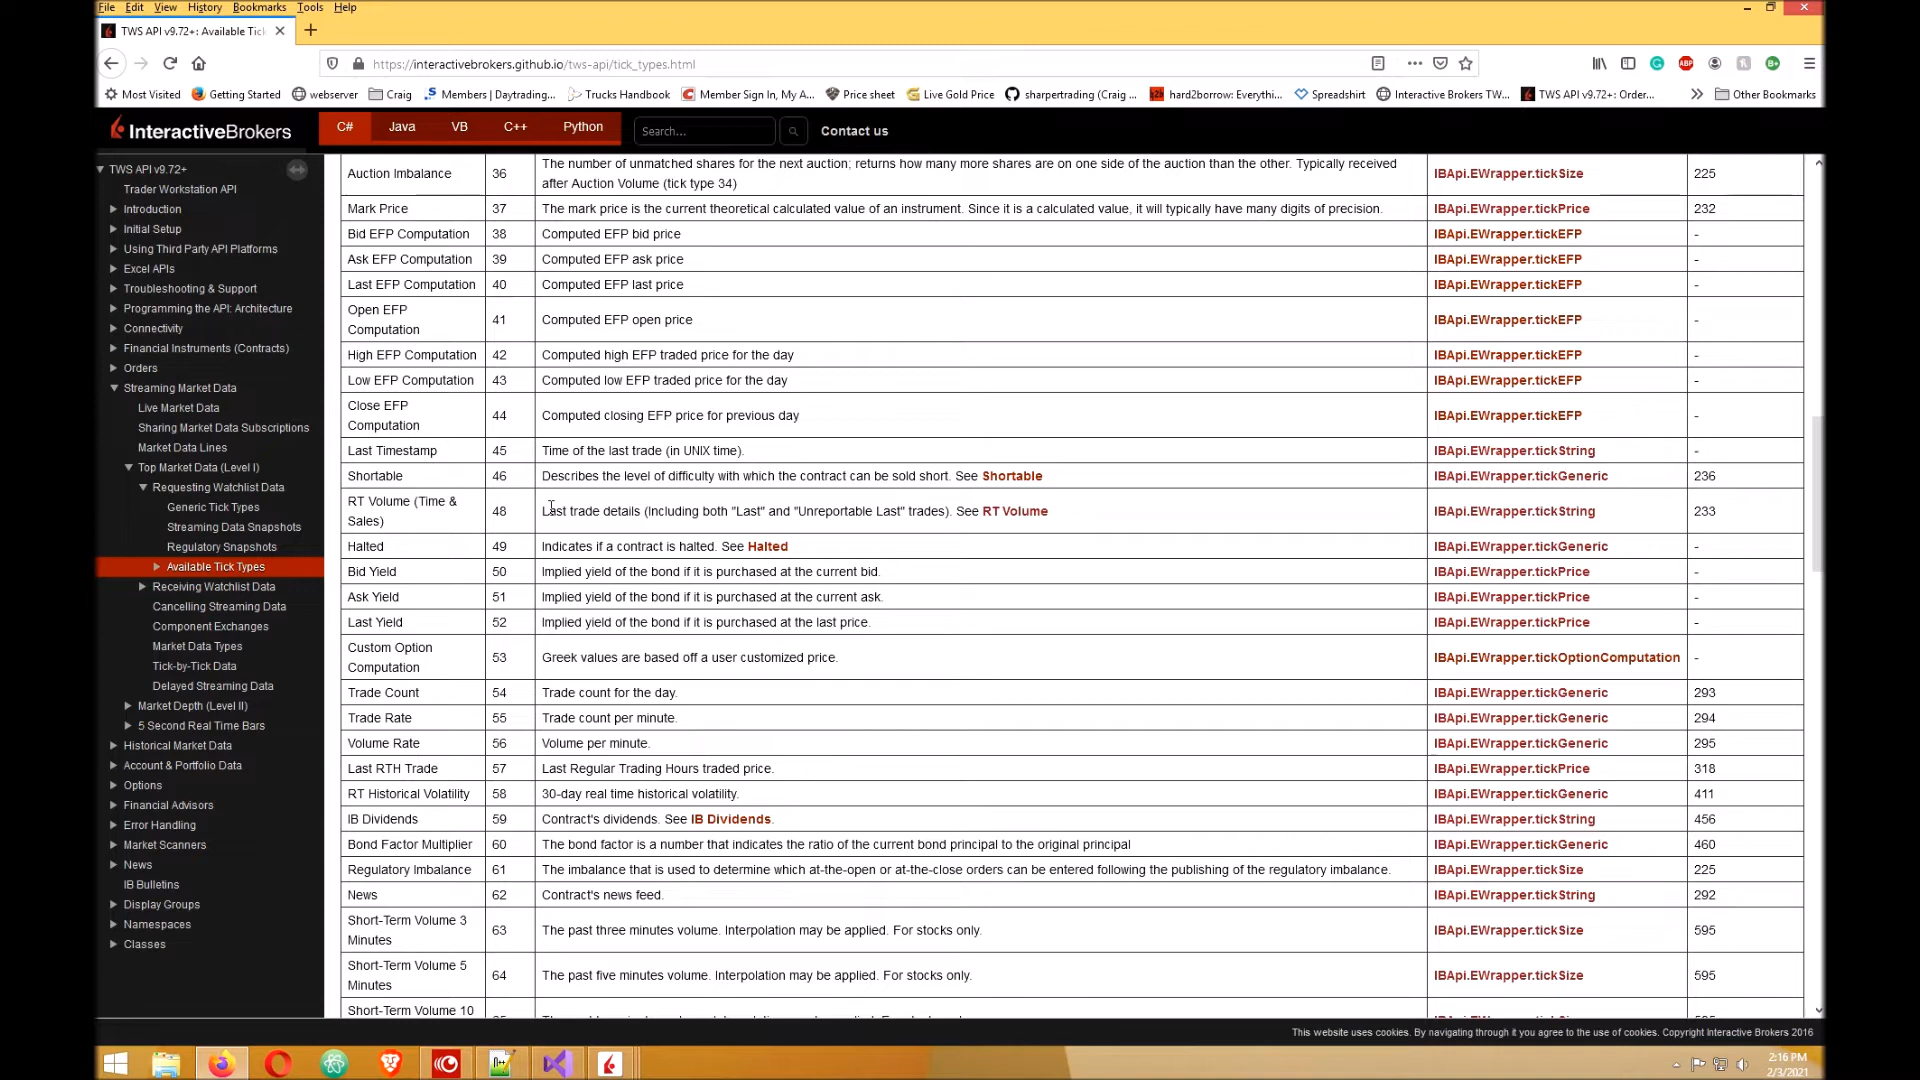 File Edit View History Bookmarks Tools Help
TWS API v9.72+: Available Tic
https://interactivebrokers.github.io/tws-api/tick_types.html
Most Visited Getting Started webserver Craig Members | Daytrading... Trucks Handbook Member Sign In, My A... Price sheet Live Gold Price sharpertrading (Craig ... hard2borrow: Everythi... Spreadshirt Interactive Brokers TW... TWS API v9.72+: Order... Other Bookmarks
InteractiveBrokers C# Java VB C++ Python Search... Contact us
TWS API v9.72+
Trader Workstation API
Introduction
Initial Setup
Using Third Party API Platforms
Excel APIs
Troubleshooting & Support
Programming the API: Architecture
Connectivity
Financial Instruments (Contracts)
Orders
Streaming Market Data
Live Market Data
Sharing Market Data Subscriptions
Market Data Lines
Top Market Data (Level I)
Requesting Watchlist Data
Generic Tick Types
Streaming Data Snapshots
Regulatory Snapshots
Available Tick Types
Receiving Watchlist Data
Cancelling Streaming Data
Component Exchanges
Market Data Types
Tick-by-Tick Data
Delayed Streaming Data
Market Depth (Level II)
5 Second Real Time Bars
Historical Market Data
Account & Portfolio Data
Options
Financial Advisors
Error Handling
Market Scanners
News
IB Bulletins
Display Groups
Namespaces
Classes
Auction Imbalance 36 The number of unmatched shares for the next auction; returns how many more shares are on one side of the auction than the other. Typically received
after Auction Volume (tick type 34) IBApi.EWrapper.tickSize 225
Mark Price 37 The mark price is the current theoretical calculated value of an instrument. Since it is a calculated value, it will typically have many digits of precision. IBApi.EWrapper.tickPrice 232
Bid EFP Computation 38 Computed EFP bid price IBApi.EWrapper.tickEFP -
Ask EFP Computation 39 Computed EFP ask price IBApi.EWrapper.tickEFP -
Last EFP Computation 40 Computed EFP last price IBApi.EWrapper.tickEFP -
Open EFP
Computation 41 Computed EFP open price IBApi.EWrapper.tickEFP -
High EFP Computation 42 Computed high EFP traded price for the day IBApi.EWrapper.tickEFP -
Low EFP Computation 43 Computed low EFP traded price for the day IBApi.EWrapper.tickEFP -
Close EFP
Computation 44 Computed closing EFP price for previous day IBApi.EWrapper.tickEFP -
Last Timestamp 45 Time of the last trade (in UNIX time). IBApi.EWrapper.tickString -
Shortable 46 Describes the level of difficulty with which the contract can be sold short. See Shortable IBApi.EWrapper.tickGeneric 236
RT Volume (Time &
Sales) 48 Last trade details (Including both "Last" and "Unreportable Last" trades). See RT Volume IBApi.EWrapper.tickString 233
Halted 49 Indicates if a contract is halted. See Halted IBApi.EWrapper.tickGeneric -
Bid Yield 50 Implied yield of the bond if it is purchased at the current bid. IBApi.EWrapper.tickPrice -
Ask Yield 51 Implied yield of the bond if it is purchased at the current ask. IBApi.EWrapper.tickPrice -
Last Yield 52 Implied yield of the bond if it is purchased at the last price. IBApi.EWrapper.tickPrice -
Custom Option
Computation 53 Greek values are based off a user customized price. IBApi.EWrapper.tickOptionComputation -
Trade Count 54 Trade count for the day. IBApi.EWrapper.tickGeneric 293
Trade Rate 55 Trade count per minute. IBApi.EWrapper.tickGeneric 294
Volume Rate 56 Volume per minute. IBApi.EWrapper.tickGeneric 295
Last RTH Trade 57 Last Regular Trading Hours traded price. IBApi.EWrapper.tickPrice 318
RT Historical Volatility 58 30-day real time historical volatility. IBApi.EWrapper.tickGeneric 411
IB Dividends 59 Contract's dividends. See IB Dividends. IBApi.EWrapper.tickString 456
Bond Factor Multiplier 60 The bond factor is a number that indicates the ratio of the current bond principal to the original principal IBApi.EWrapper.tickGeneric 460
Regulatory Imbalance 61 The imbalance that is used to determine which at-the-open or at-the-close orders can be entered following the publishing of the regulatory imbalance. IBApi.EWrapper.tickSize 225
News 62 Contract's news feed. IBApi.EWrapper.tickString 292
Short-Term Volume 3
Minutes 63 The past three minutes volume. Interpolation may be applied. For stocks only. IBApi.EWrapper.tickSize 595
Short-Term Volume 5
Minutes 64 The past five minutes volume. Interpolation may be applied. For stocks only. IBApi.EWrapper.tickSize 595
Short-Term Volume 10
This website uses cookies. By navigating through it you agree to the use of cookies. Copyright Interactive Brokers 2016
2:16 PM
2/3/2021